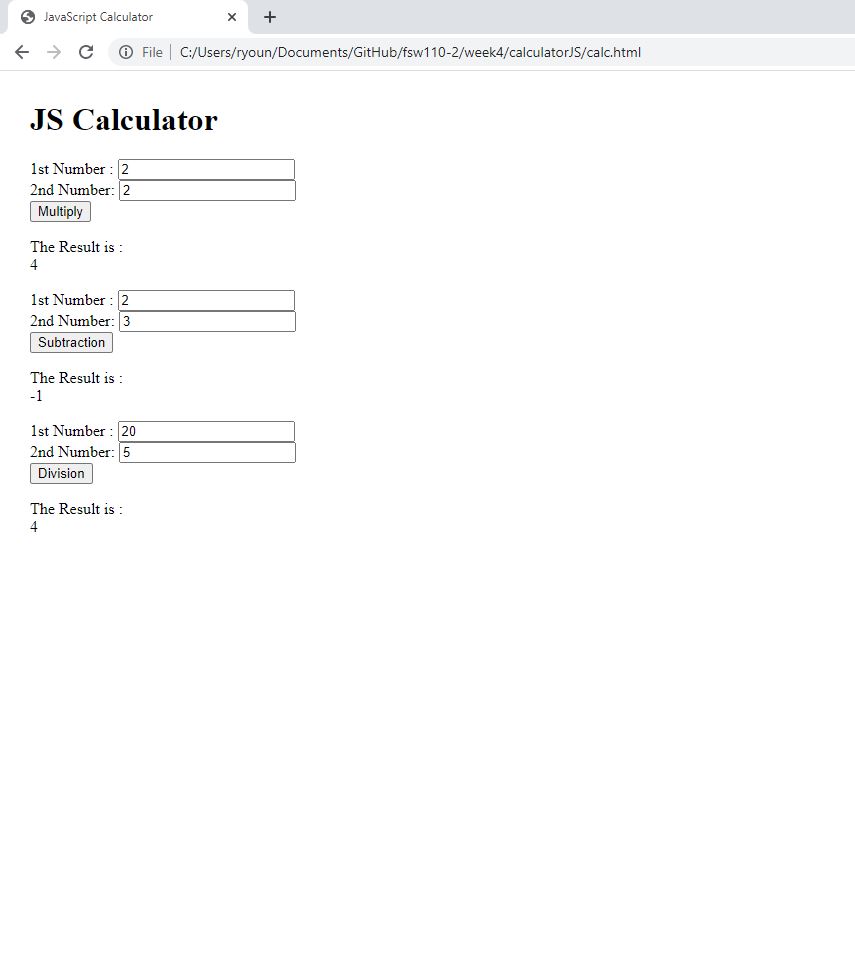 JavaScript Calculator
File C:/Users/ryoun/Documents/GitHub/fsw110-2/week4/calculatorJS/calc.html
JS Calculator
1st Number : 2
2nd Number: 2
Multiply
The Result is :
4
1st Number : 2
2nd Number: 3
Subtraction
The Result is :
-1
1st Number : 20
2nd Number: 5
Division
The Result is :
4